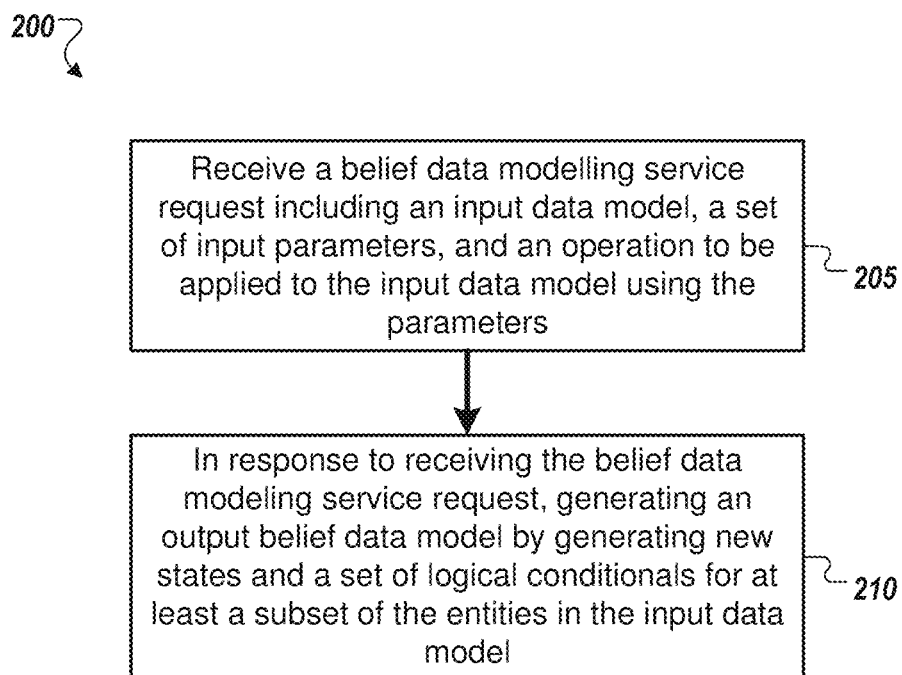 200
Receive a belief data modelling service
request including an input data model, a set
of input parameters, and an operation to be
applied to the input data model using the
parameters
205
In response to receiving the belief data
modeling service request, generating an
output belief data model by generating new
states and a set of logical conditionals for at
least a subset of the entities in the input data
model
210